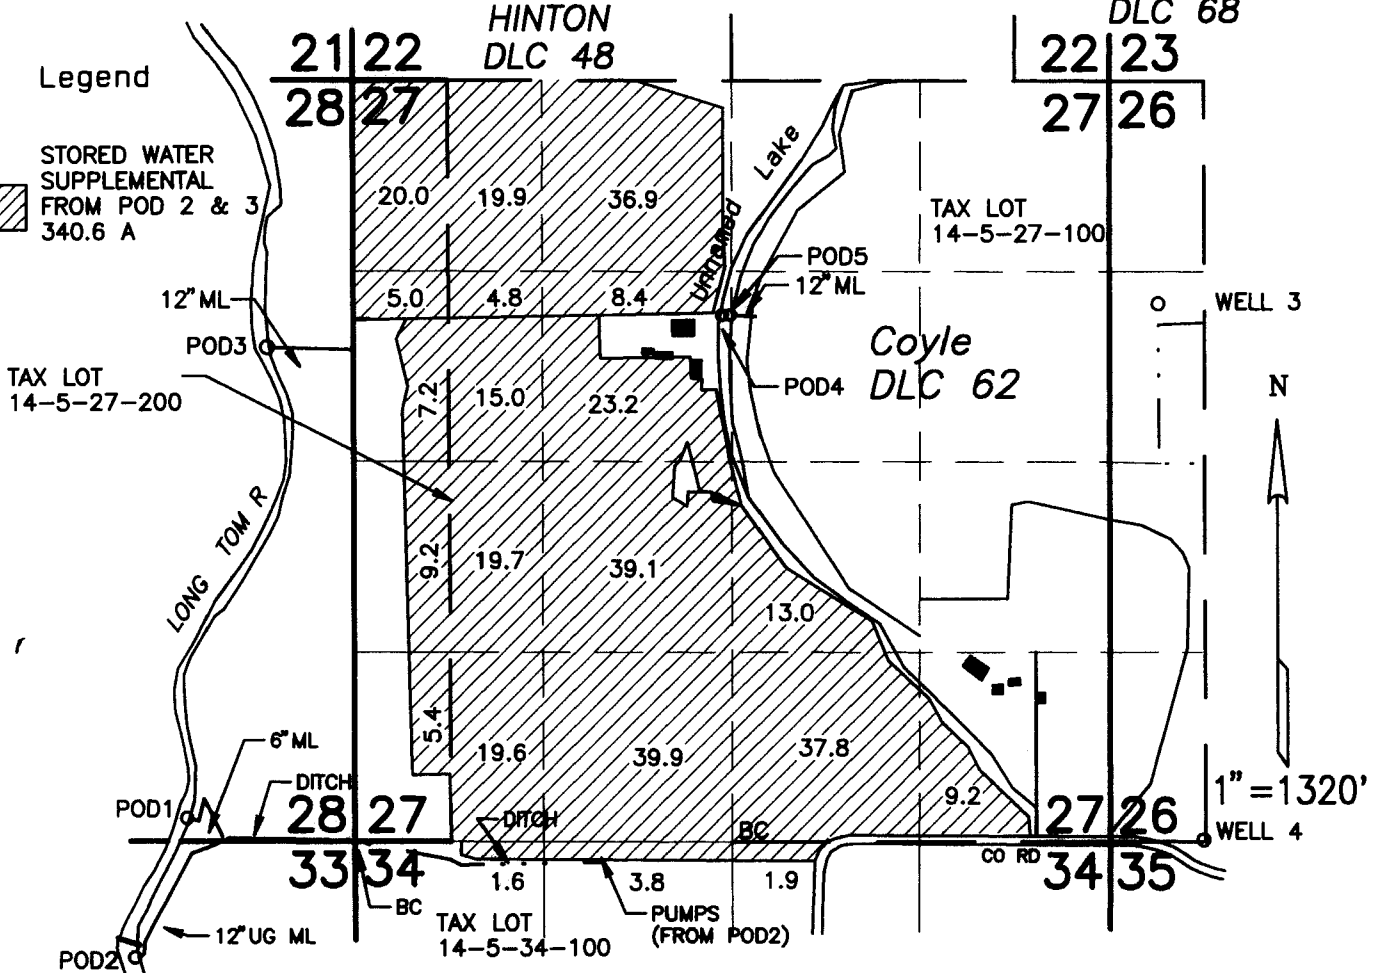 HINTON
DLC 48
DLC 68
21 22
28 27
22 23
27 26
Legend
STORED WATER
SUPPLEMENTAL
FROM POD 2 & 3
340.6 A
20.0
19.9
36.9
Unnamed Lake
TAX LOT
14-5-27-100
POD5
12"ML
5.0
4.8
8.4
12"ML
POD3
WELL 3
Coyle
DLC 62
POD4
TAX LOT
14-5-27-200
7.2
15.0
23.2
N
LONG TOM R
9.2
19.7
39.1
13.0
5.4
19.6
39.9
37.8
9.2
6"ML
DITCH
POD1
28 27
33 34
DITCH
BC
CO RD
27 26
34 35
1"=1320'
WELL 4
1.6
3.8
1.9
BC
12"UG ML
POD2
TAX LOT
14-5-34-100
PUMPS
(FROM POD2)